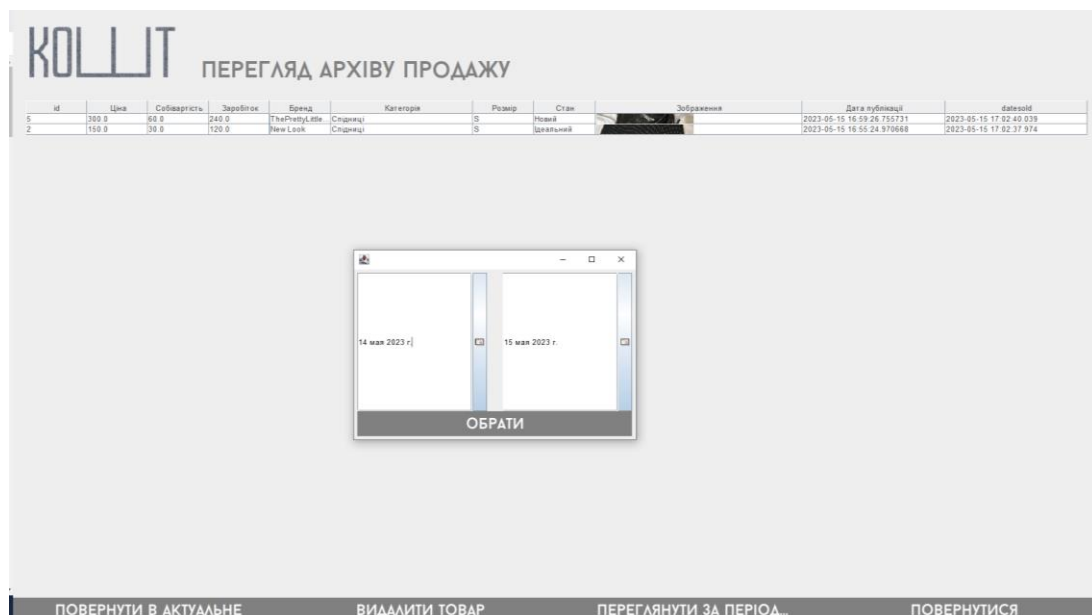 KOLLIT
ПЕРЕГЛЯД АРХІВУ ПРОДАЖУ
id Ціна Собівартість Заробіток Бренд Категорія Розмір Стан Зображення Дата публікації datesold
5 300.0 60.0 240.0 ThePrettyLittle... Спідниці S Новий 2023-05-15 16:59:26.755731 2023-05-15 17:02:40.039
2 150.0 30.0 120.0 New Look Спідниці S Ідеальний 2023-05-15 16:55:24.970668 2023-05-15 17:02:37.974
14 мая 2023 г. 15 мая 2023 г.
ОБРАТИ
ПОВЕРНУТИ В АКТУАЛЬНЕ ВИДАЛИТИ ТОВАР ПЕРЕГЛЯНУТИ ЗА ПЕРІОД... ПОВЕРНУТИСЯ